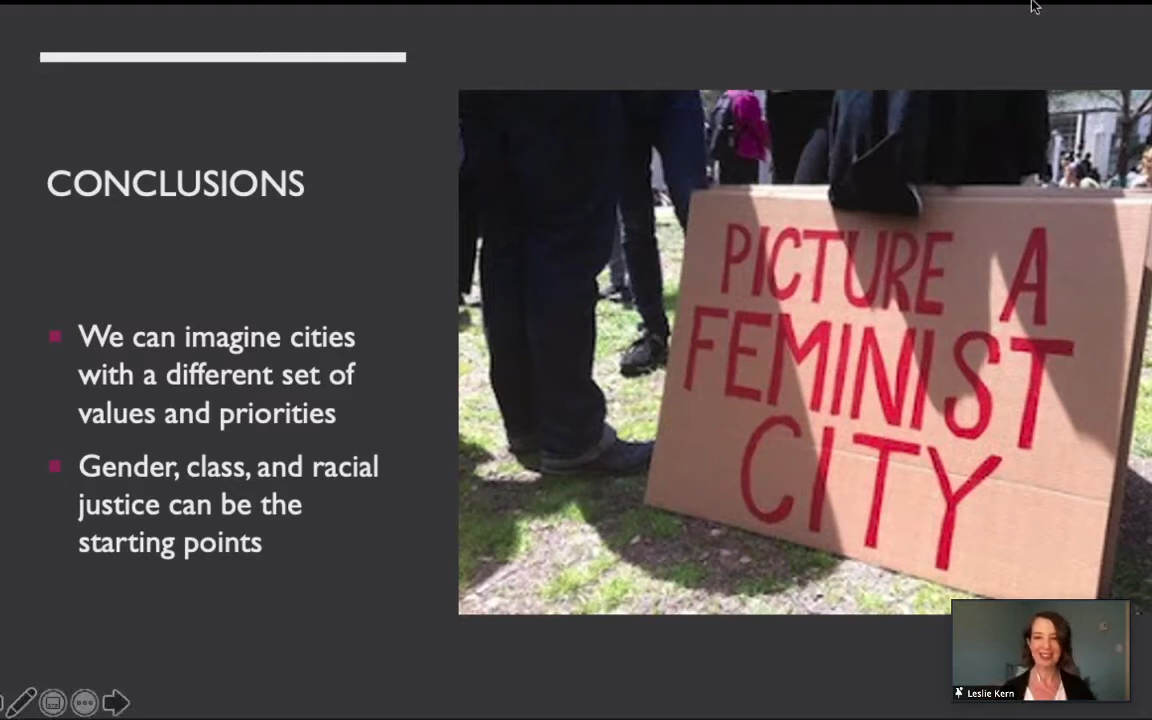 CONCLUSIONS
We can imagine cities
with a different set of
values and priorities
Gender, class, and racial
justice can be the
starting points
PICTURE A
FEMINIST
CITY
Leslie Kern